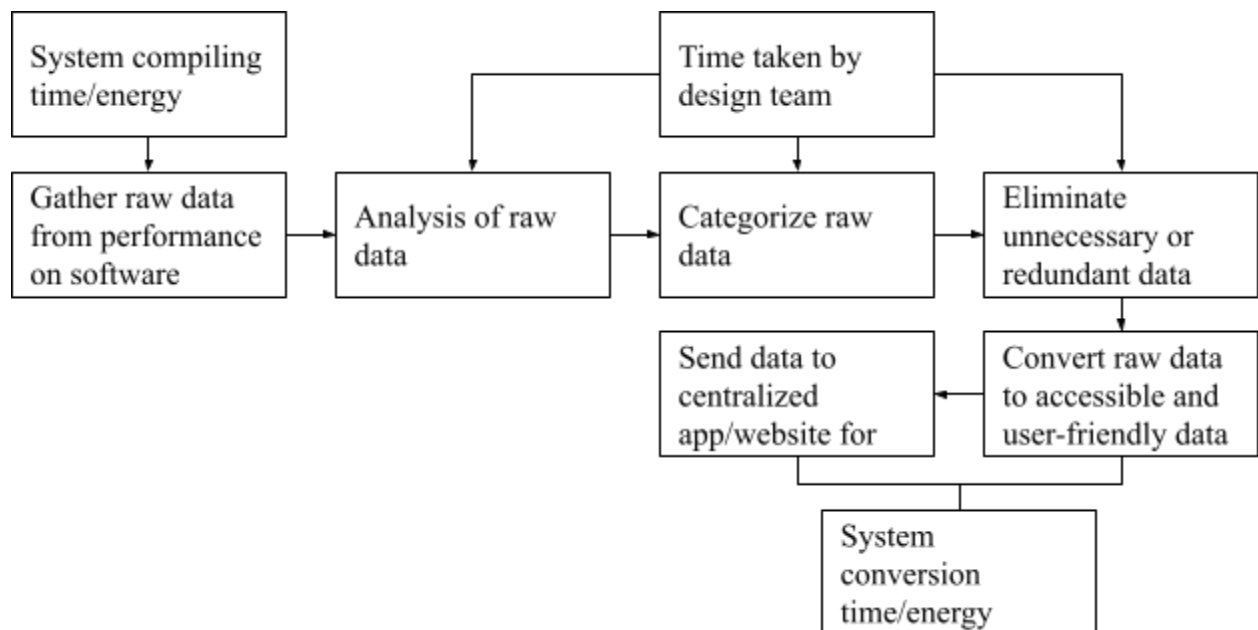 System compiling
time/energy
Time taken by
design team
Gather raw data
from performance
on software
Analysis of raw
data
Categorize raw
data
Eliminate
unnecessary or
redundant data
Send data to
centralized
app/website for
Convert raw data
to accessible and
user-friendly data
System
conversion
time/energy